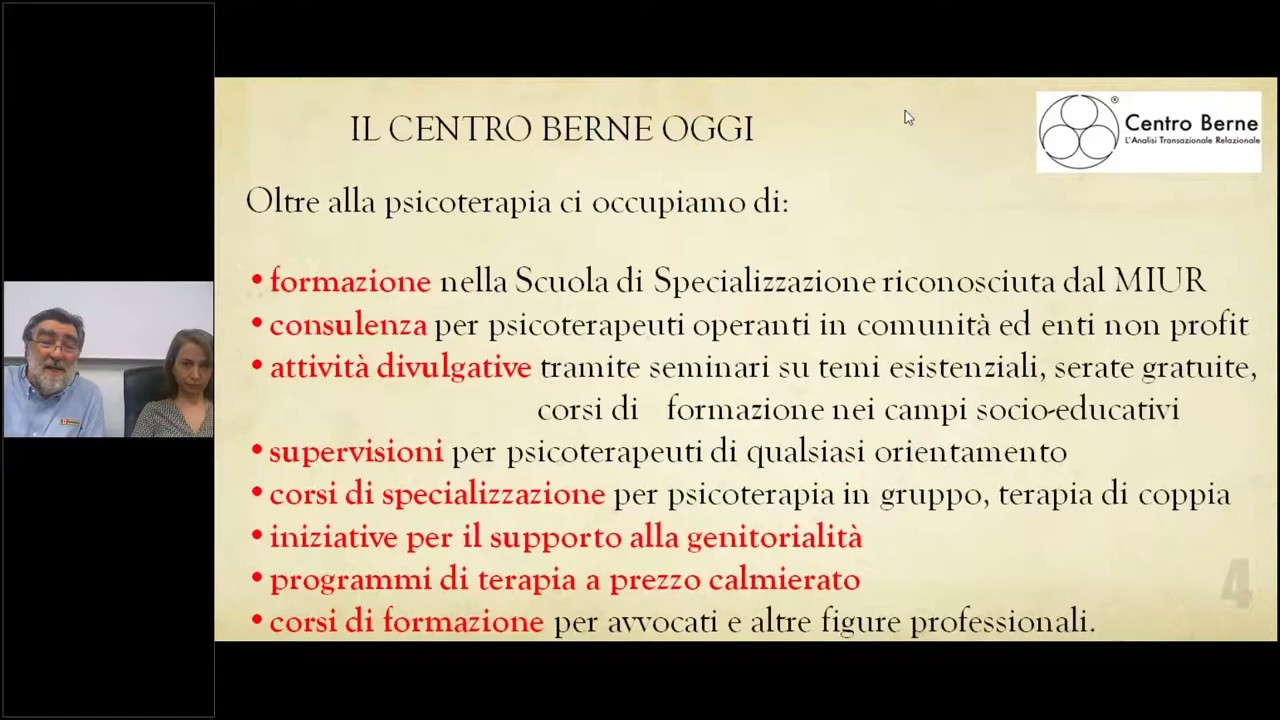 IL CENTRO BERNE OGGI
®
Centro Berne
L'Analisi Transazionale Relazionale
Oltre alla psicoterapia ci occupiamo di:
• formazione nella Scuola di Specializzazione riconosciuta dal MIUR
• consulenza per psicoterapeuti operanti in comunità ed enti non profit
• attività divulgative tramite seminari su temi esistenziali, serate gratuite,
corsi di formazione nei campi socio-educativi
• supervisioni per psicoterapeuti di qualsiasi orientamento
• corsi di specializzazione per psicoterapia in gruppo, terapia di coppia
• iniziative per il supporto alla genitorialità
• programmi di terapia a prezzo calmierato
• corsi di formazione per avvocati e altre figure professionali.
4